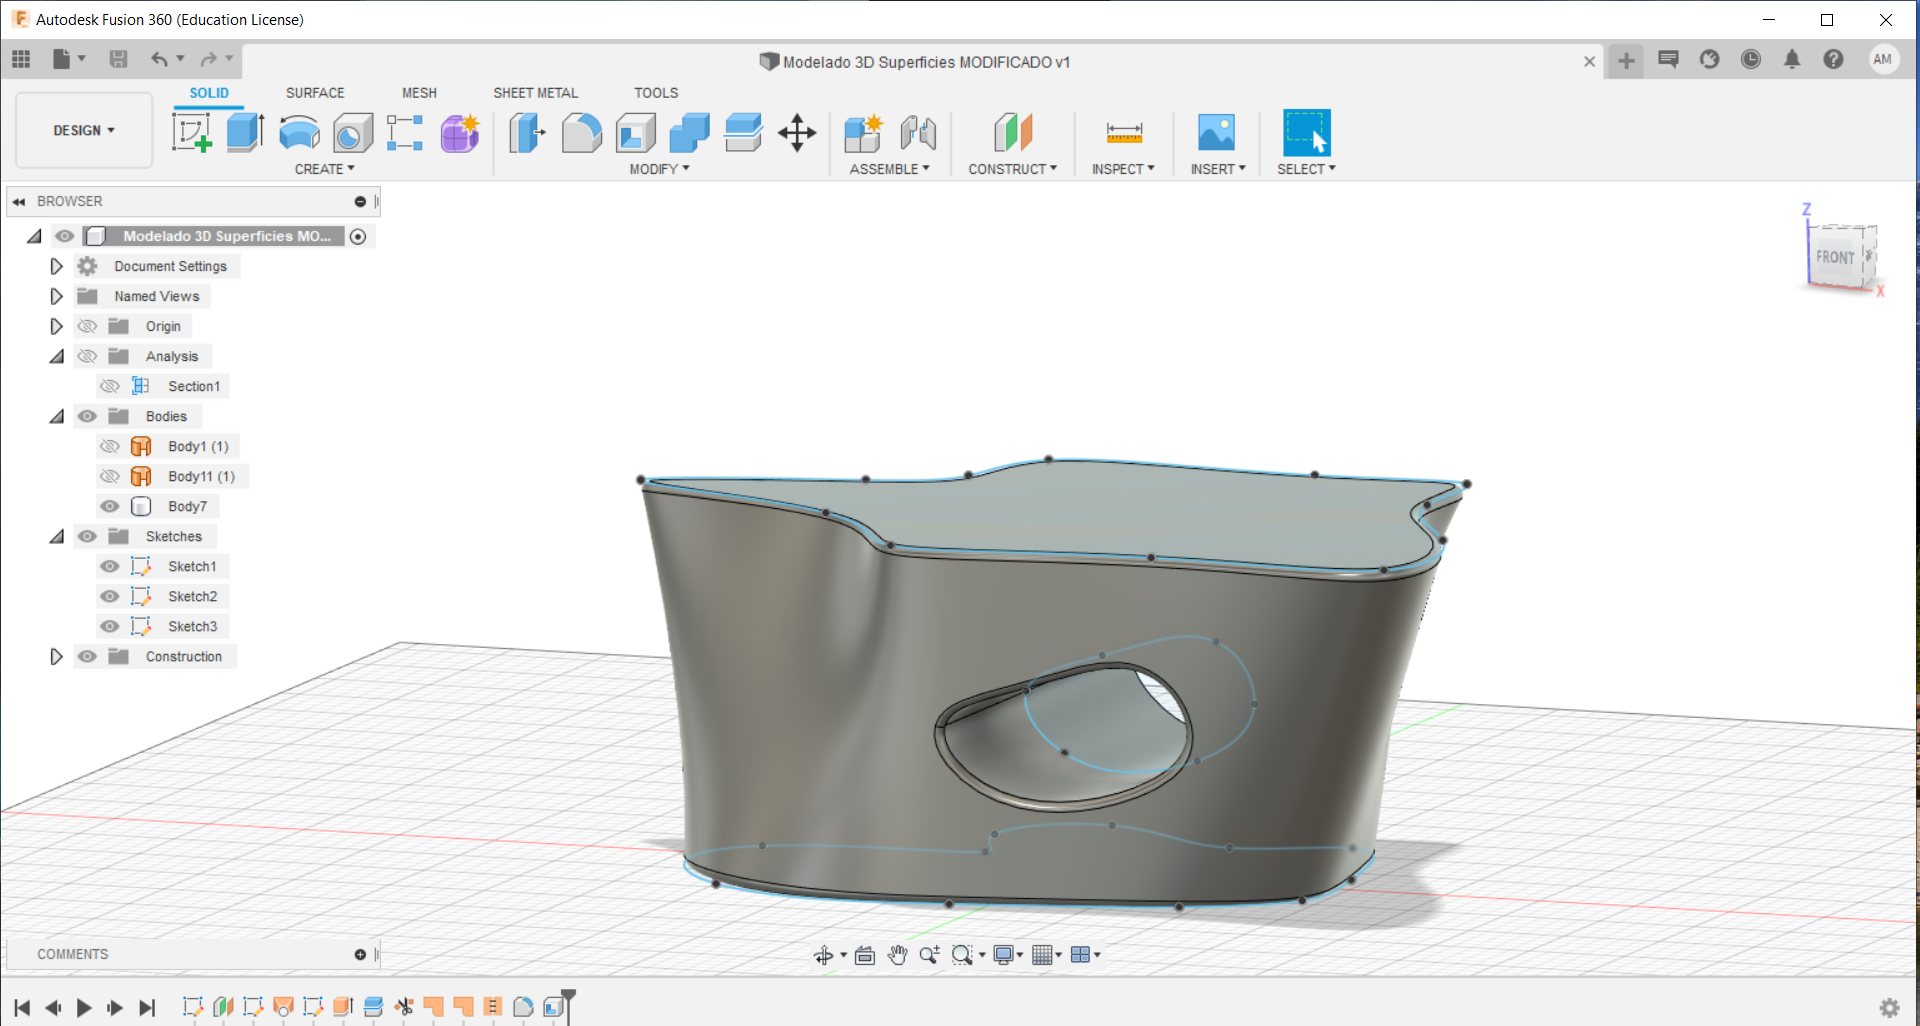 Autodesk Fusion 360 (Education License)
Modelado 3D Superficies MODIFICADO v1
AM
SOLID SURFACE MESH SHEET METAL TOOLS
DESIGN
CREATE MODIFY ASSEMBLE CONSTRUCT INSPECT INSERT SELECT
BROWSER
Modelado 3D Superficies MO...
Document Settings
Named Views
Origin
Analysis
Section1
Bodies
Body1 (1)
Body11 (1)
Body7
Sketches
Sketch1
Sketch2
Sketch3
Construction
Z
FRONT
X
COMMENTS